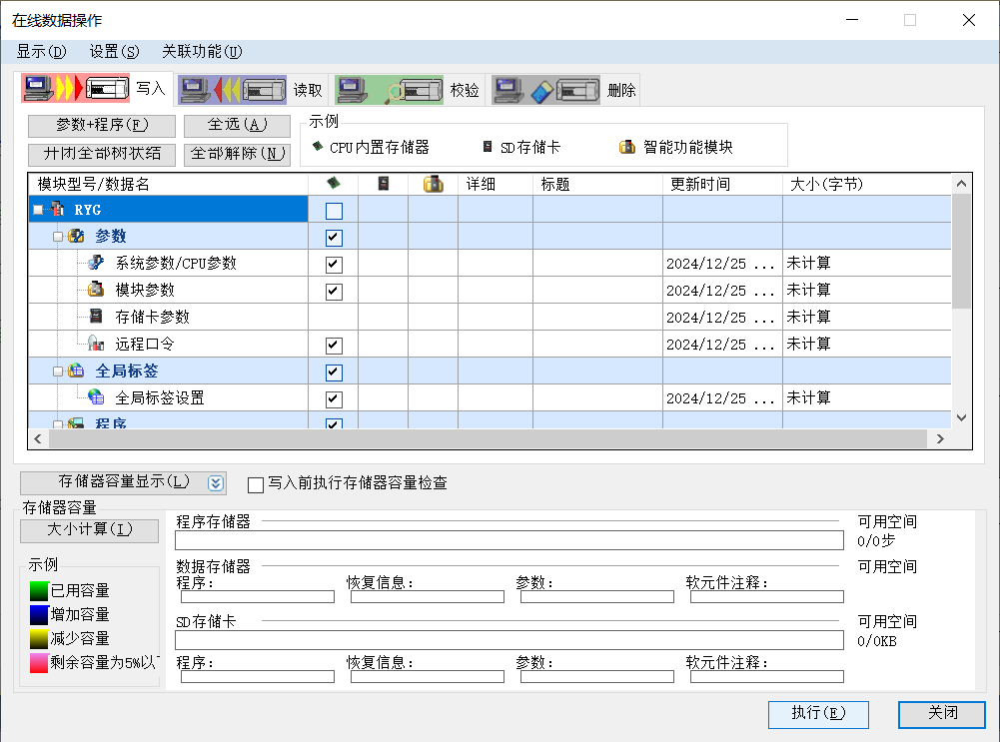 在线数据操作
显示(D) 设置(S) 关联功能(U)
写入 读取 校验 删除
参数+程序(F) 全选(A)
开闭全部树状结 全部解除(N)
示例
CPU内置存储器 SD存储卡 智能功能模块
模块型号/数据名 详细 标题 更新时间 大小(字节)
RYG
参数
系统参数/CPU参数 2024/12/25 ... 未计算
模块参数 2024/12/25 ... 未计算
存储卡参数 2024/12/25 ... 未计算
远程口令 2024/12/25 ... 未计算
全局标签
全局标签设置 2024/12/25 ... 未计算
程序
存储器容量显示(L) 写入前执行存储器容量检查
存储器容量
大小计算(I)
示例
已用容量
增加容量
减少容量
剩余容量为5%以下
程序存储器 可用空间
0/0步
数据存储器 可用空间
程序: 恢复信息: 参数: 软元件注释:
SD存储卡 可用空间
0/0KB
程序: 恢复信息: 参数: 软元件注释:
执行(E) 关闭